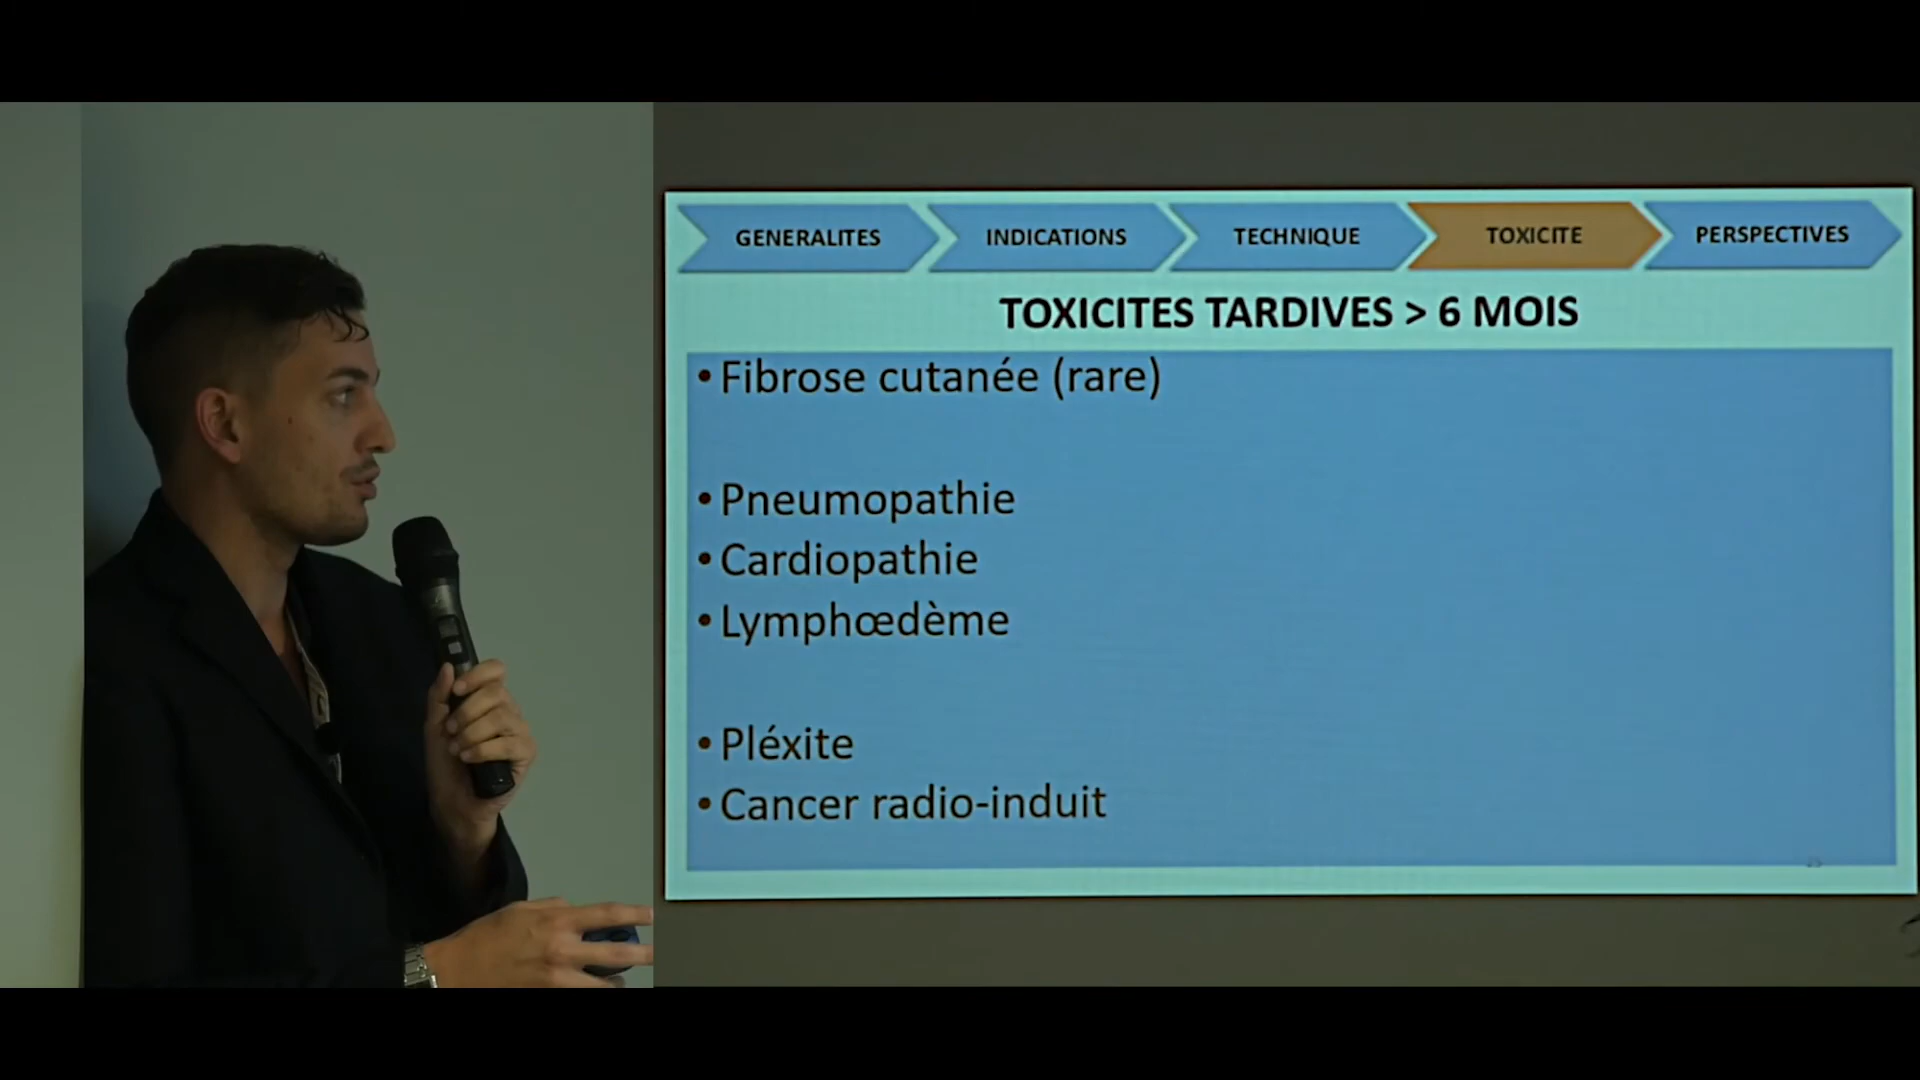 GENERALITES
INDICATIONS
TECHNIQUE
TOXICITE
PERSPECTIVES
TOXICITES TARDIVES > 6 MOIS
• Fibrose cutanée (rare)
• Pneumopathie
• Cardiopathie
• Lymphœdème
• Pléxite
• Cancer radio-induit